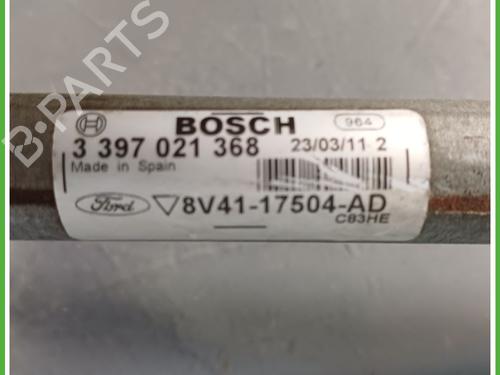 B-PARTS
BOSCH 964
3 397 021 368 23/03/11 2
Made in Spain
Ford 8V41-17504-AD
C83HE